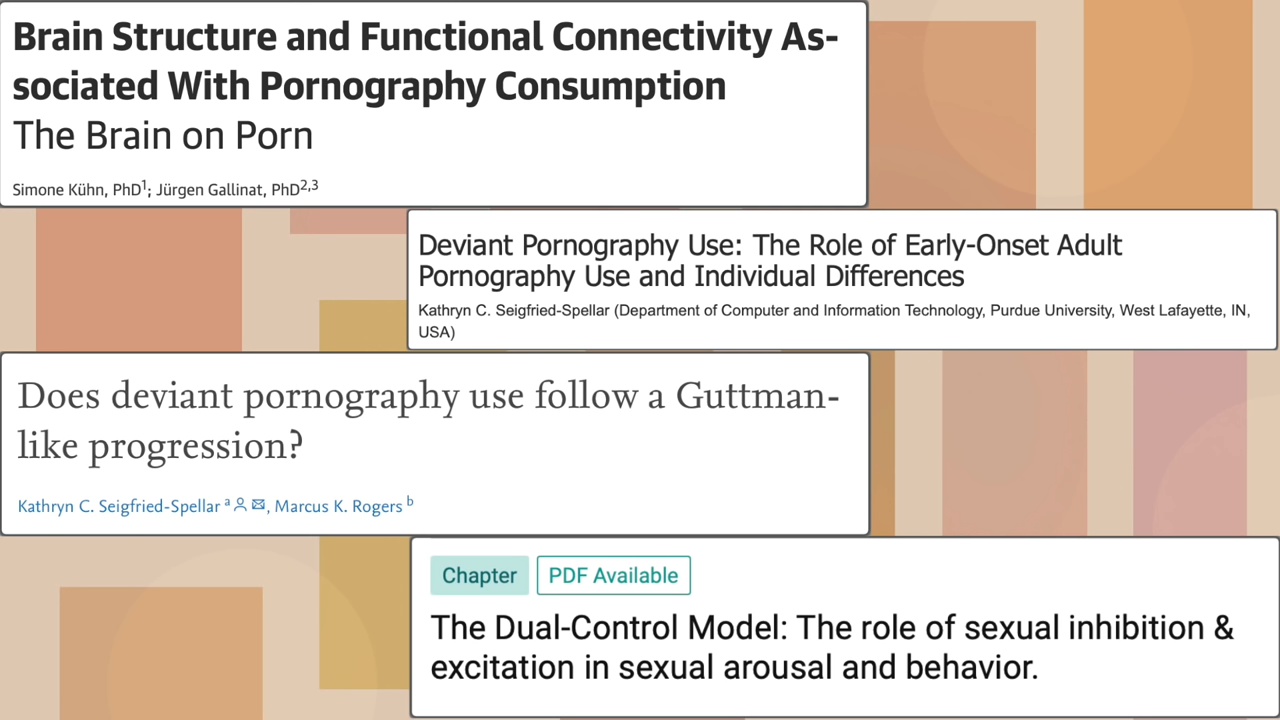 Brain Structure and Functional Connectivity As-
sociated With Pornography Consumption
The Brain on Porn
Simone Kühn, PhD1; Jürgen Gallinat, PhD2,3
Deviant Pornography Use: The Role of Early-Onset Adult
Pornography Use and Individual Differences
Kathryn C. Seigfried-Spellar (Department of Computer and Information Technology, Purdue University, West Lafayette, IN,
USA)
Does deviant pornography use follow a Guttman-
like progression?
Kathryn C. Seigfried-Spellar a, Marcus K. Rogers b
Chapter PDF Available
The Dual-Control Model: The role of sexual inhibition &
excitation in sexual arousal and behavior.